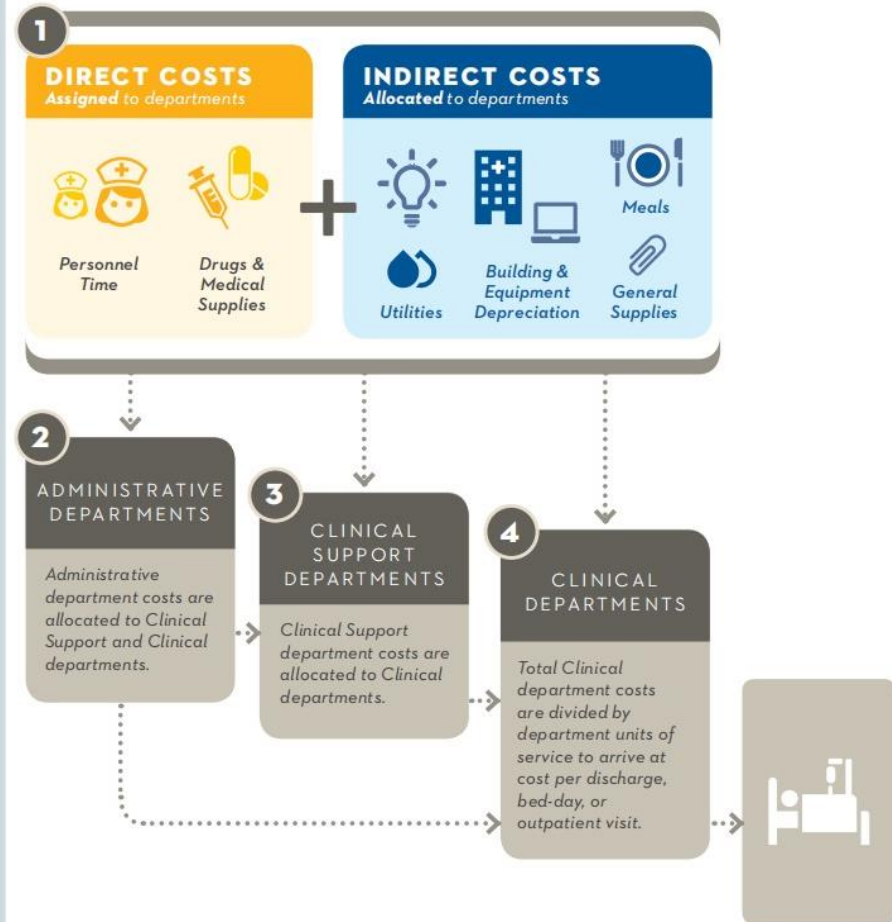 1
DIRECT COSTS
Assigned to departments
Personnel
Time
Drugs &
Medical
Supplies
+
INDIRECT COSTS
Allocated to departments
Utilities
Building &
Equipment
Depreciation
Meals
General
Supplies
2
ADMINISTRATIVE
DEPARTMENTS
Administrative
department costs are
allocated to Clinical
Support and Clinical
departments.
3
CLINICAL
SUPPORT
DEPARTMENTS
Clinical Support
department costs are
allocated to Clinical
departments.
4
CLINICAL
DEPARTMENTS
Total Clinical
department costs
are divided by
department units of
service to arrive at
cost per discharge,
bed-day, or
outpatient visit.